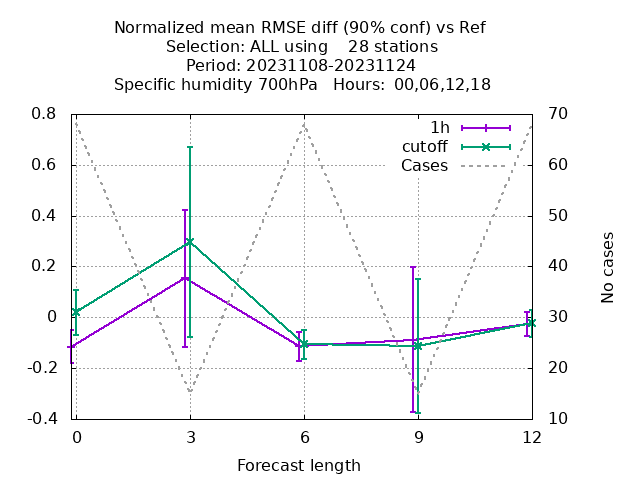 Normalized mean RMSE diff (90% conf) vs Ref
Selection: ALL using    28 stations
Period: 20231108-20231124
Specific humidity 700hPa   Hours:  00,06,12,18
0.8
0.6
0.4
0.2
0
-0.2
-0.4
70
60
50
40
30
20
10
1h
cutoff
Cases
No cases
0 3 6 9 12
Forecast length